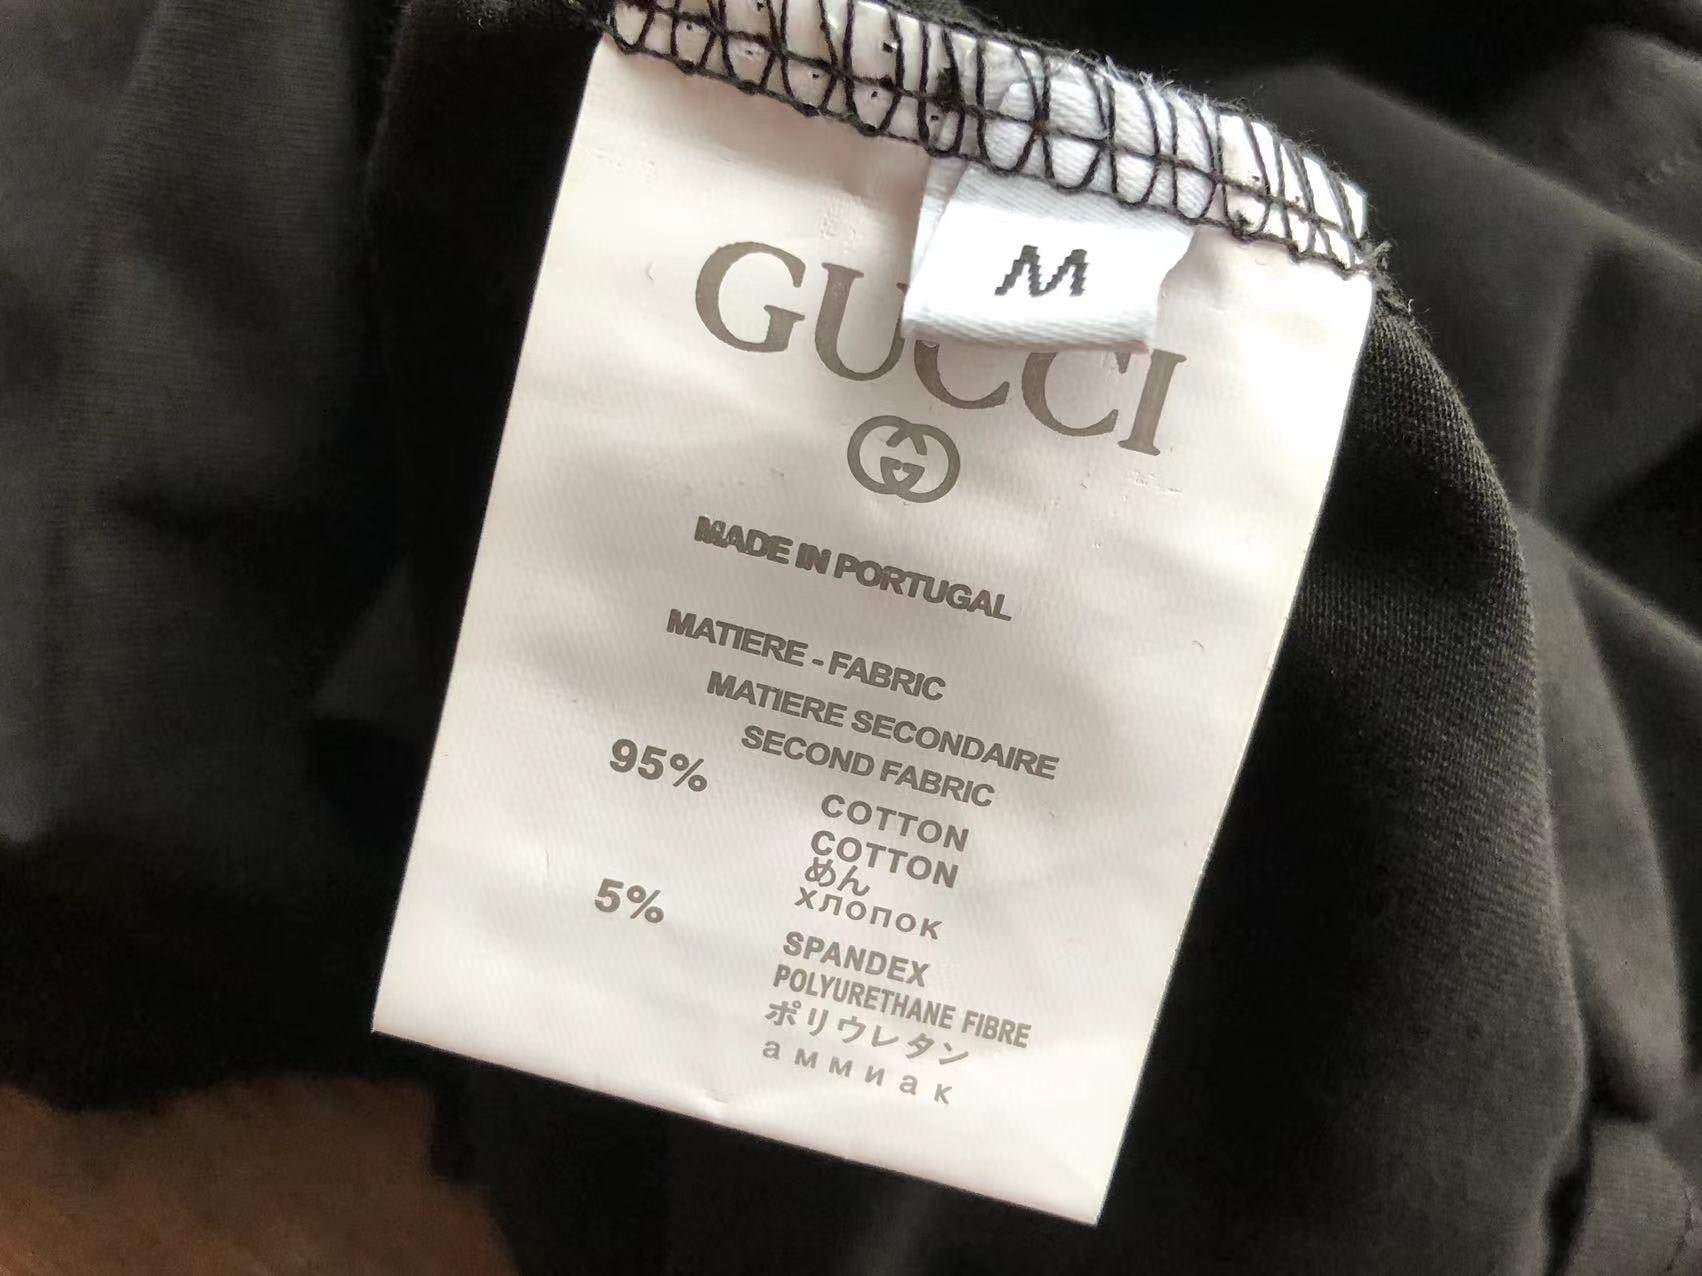 M
GUCCI
MADE IN PORTUGAL
MATIERE - FABRIC
MATIERE SECONDAIRE
SECOND FABRIC
95%
COTTON
COTTON
めん
хлопок
5%
SPANDEX
POLYURETHANE FIBRE
ポリウレタン
аммиак